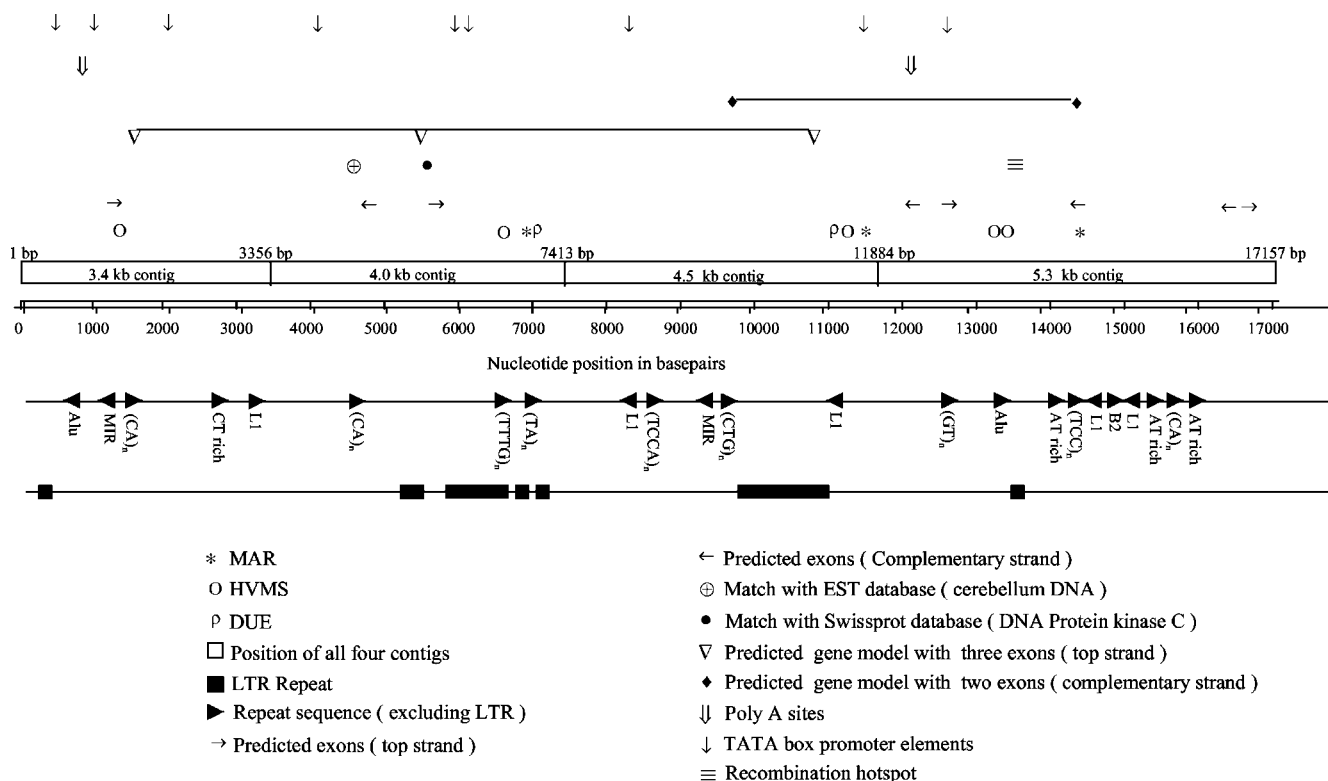 1 bp 3356 bp 7413 bp 11884 bp 17157 bp
3.4 kb contig 4.0 kb contig 4.5 kb contig 5.3 kb contig
0 1000 2000 3000 4000 5000 6000 7000 8000 9000 10000 11000 12000 13000 14000 15000 16000 17000
Nucleotide position in basepairs
Alu MIR (CA)n CT rich L1 (CA)n (TTTG)n (TA)n L1 (TCCA)n MIR (CTG)n L1 (GT)n Alu AT rich (TCC)n L1 B2 L1 AT rich (CA)n AT rich
* MAR
O HVMS
ρ DUE
Position of all four contigs
LTR Repeat
Repeat sequence ( excluding LTR )
→ Predicted exons ( top strand )
← Predicted exons ( Complementary strand )
⊕ Match with EST database ( cerebellum DNA )
● Match with Swissprot database ( DNA Protein kinase C )
∇ Predicted gene model with three exons ( top strand )
♦ Predicted gene model with two exons ( complementary strand )
⇓ Poly A sites
↓ TATA box promoter elements
≡ Recombination hotspot